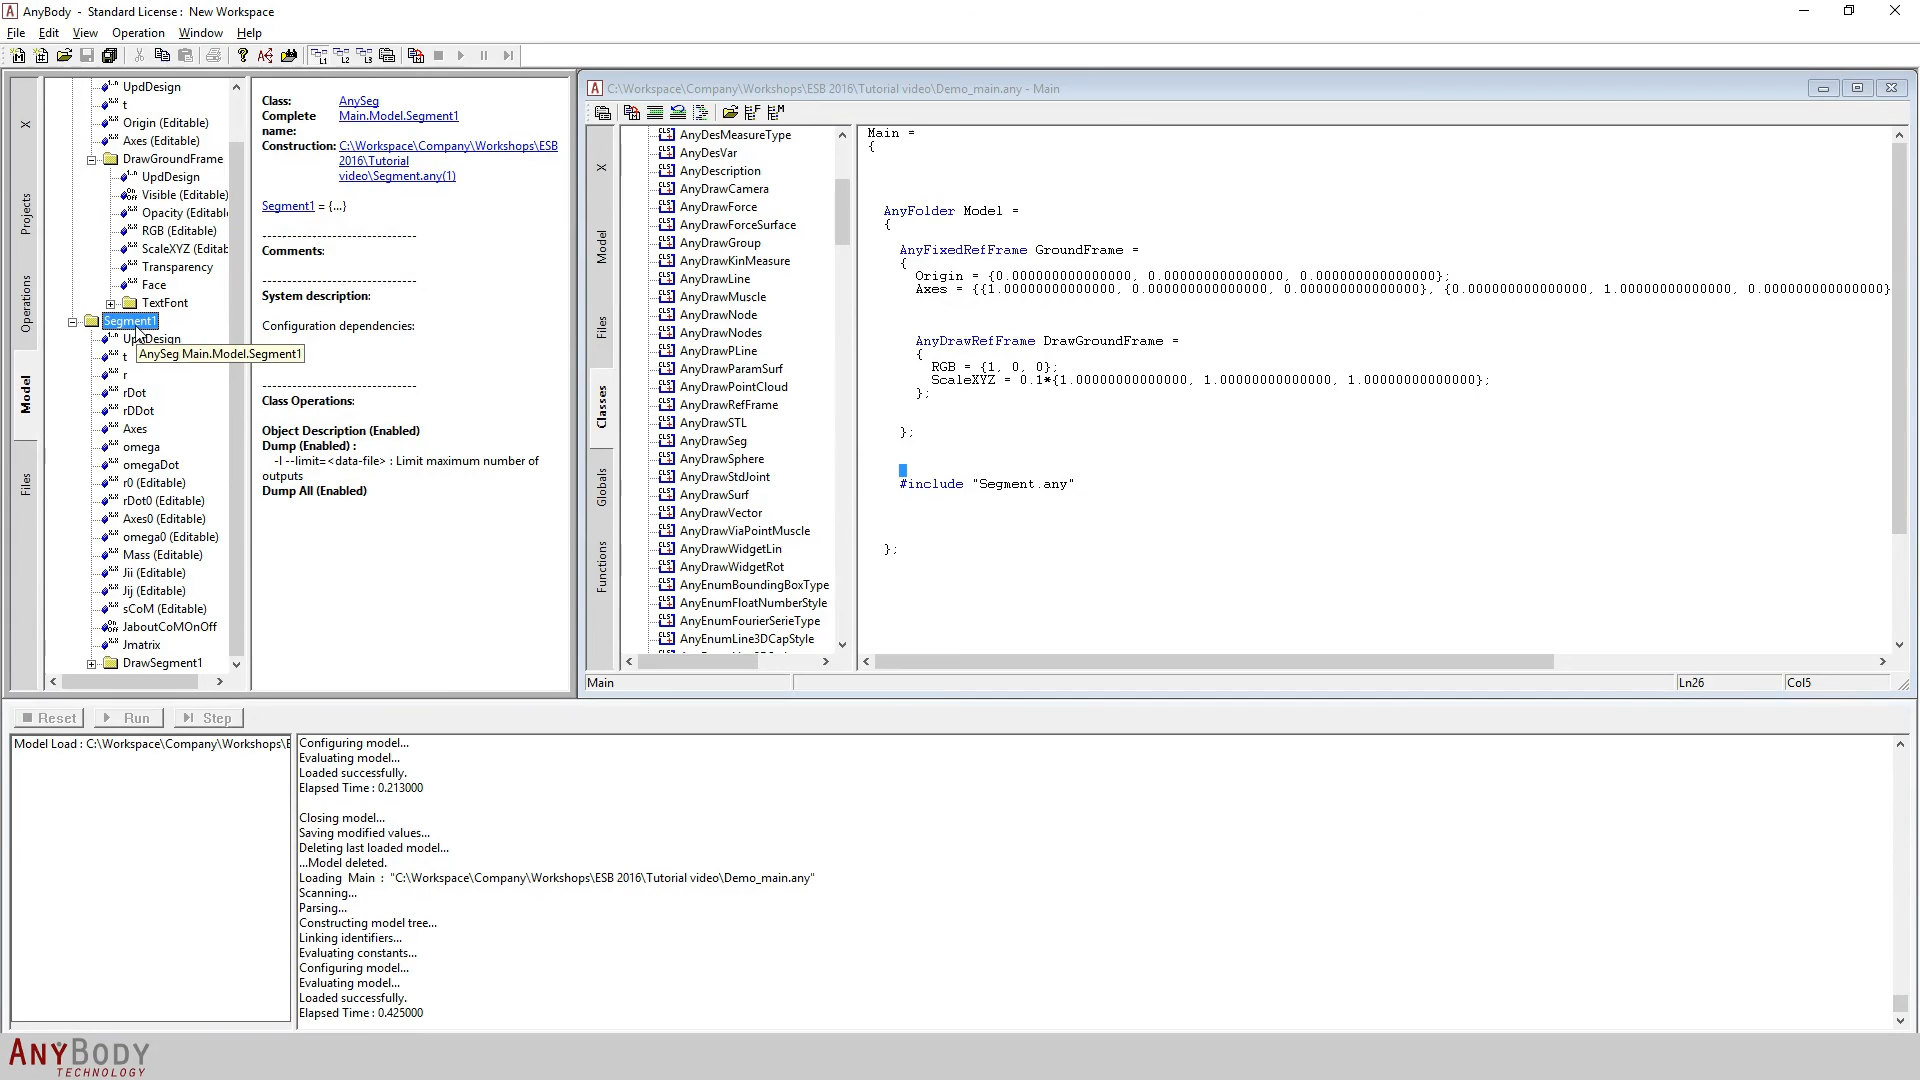 AnyBody - Standard License : New Workspace
File Edit View Operation Window Help
X
Projects
Operations
Model
Files
UpdDesign
t
Origin (Editable)
Axes (Editable)
DrawGroundFrame
UpdDesign
Visible (Editable)
Opacity (Editabl
RGB (Editable)
ScaleXYZ (Editab
Transparency
Face
TextFont
Segment1
UpdDesign
AnySeg Main.Model.Segment1
t
r
rDot
rDDot
Axes
omega
omegaDot
r0 (Editable)
rDot0 (Editable)
Axes0 (Editable)
omega0 (Editable)
Mass (Editable)
Jii (Editable)
Jij (Editable)
sCoM (Editable)
JaboutCoMOnOff
Jmatrix
DrawSegment1
Class: AnySeg
Complete Main.Model.Segment1
name:
Construction: C:\Workspace\Company\Workshops\ESB
2016\Tutorial
video\Segment.any(1)
Segment1 = {...}
-------------------------------
Comments:
-------------------------------
System description:
Configuration dependencies:
-------------------------------
Class Operations:
Object Description (Enabled)
Dump (Enabled) :
-l --limit=<data-file> : Limit maximum number of
outputs
Dump All (Enabled)
C:\Workspace\Company\Workshops\ESB 2016\Tutorial video\Demo_main.any - Main
X
Model
Files
Classes
Globals
Functions
AnyDesMeasureType
AnyDesVar
AnyDescription
AnyDrawCamera
AnyDrawForce
AnyDrawForceSurface
AnyDrawGroup
AnyDrawKinMeasure
AnyDrawLine
AnyDrawMuscle
AnyDrawNode
AnyDrawNodes
AnyDrawPLine
AnyDrawParamSurf
AnyDrawPointCloud
AnyDrawRefFrame
AnyDrawSTL
AnyDrawSeg
AnyDrawSphere
AnyDrawStdJoint
AnyDrawSurf
AnyDrawVector
AnyDrawViaPointMuscle
AnyDrawWidgetLin
AnyDrawWidgetRot
AnyEnumBoundingBoxType
AnyEnumFloatNumberStyle
AnyEnumFourierSerieType
AnyEnumLine3DCapStyle
Main =
{
AnyFolder Model =
{
AnyFixedRefFrame GroundFrame =
{
Origin = {0.000000000000000, 0.000000000000000, 0.000000000000000};
Axes = {{1.000000000000000, 0.000000000000000, 0.000000000000000}, {0.000000000000000, 1.000000000000000, 0.000000000000000}
AnyDrawRefFrame DrawGroundFrame =
{
RGB = {1, 0, 0};
ScaleXYZ = 0.1*{1.00000000000000, 1.00000000000000, 1.00000000000000};
};
};
#include "Segment.any"
};
Main Ln26 Col5
Reset Run Step
Model Load : C:\Workspace\Company\Workshops\E
Configuring model...
Evaluating model...
Loaded successfully.
Elapsed Time : 0.213000
Closing model...
Saving modified values...
Deleting last loaded model...
...Model deleted.
Loading Main : "C:\Workspace\Company\Workshops\ESB 2016\Tutorial video\Demo_main.any"
Scanning...
Parsing...
Constructing model tree...
Linking identifiers...
Evaluating constants...
Configuring model...
Evaluating model...
Loaded successfully.
Elapsed Time : 0.425000
ANYBODY
TECHNOLOGY